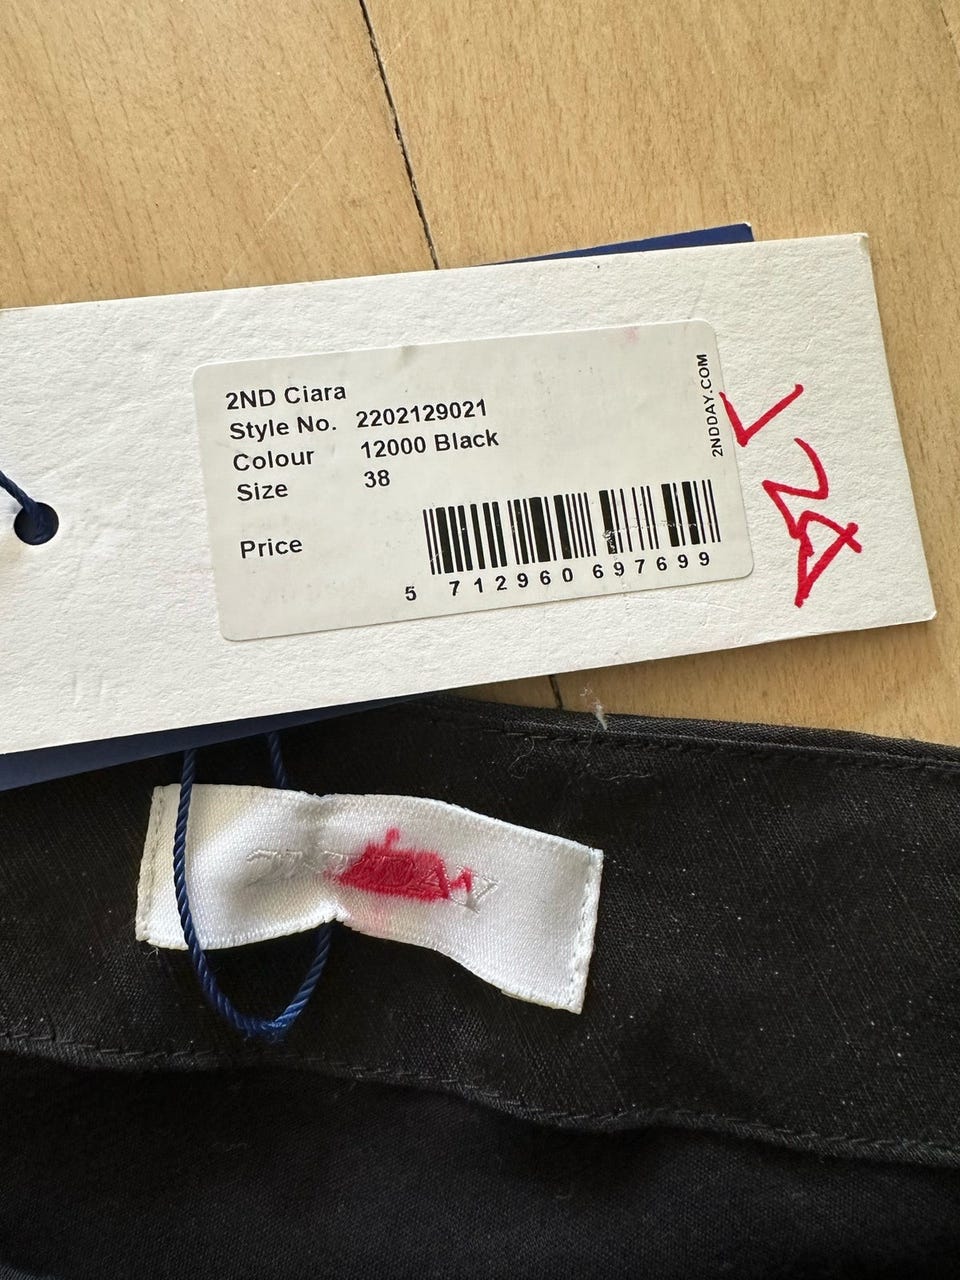 2ND Ciara
Style No. 2202129021
Colour 12000 Black
Size 38
Price
5 712960 697699
2NDDAY.COM